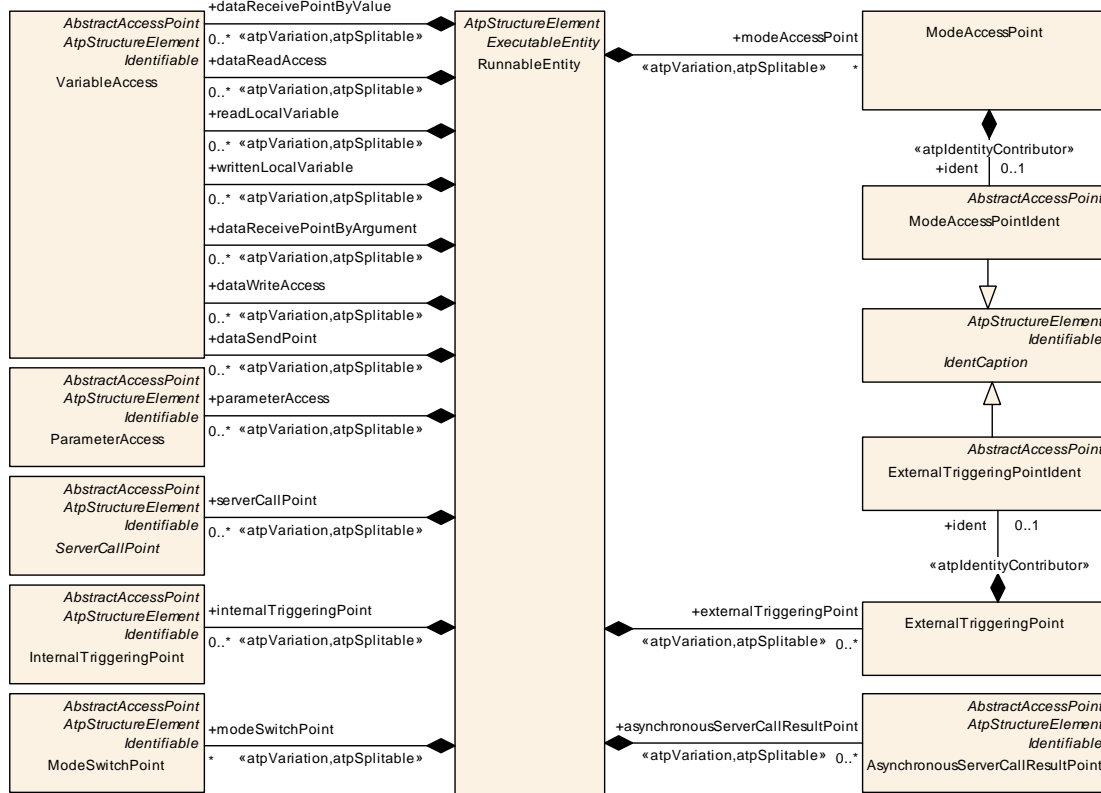 +dataReceivePointByValue
AbstractAccessPoint
AtpStructureElement
Identifiable
VariableAccess
0..* «atpVariation,atpSplitable»
+dataReadAccess
0..* «atpVariation,atpSplitable»
+readLocalVariable
0..* «atpVariation,atpSplitable»
+writtenLocalVariable
0..* «atpVariation,atpSplitable»
+dataReceivePointByArgument
0..* «atpVariation,atpSplitable»
+dataWriteAccess
0..* «atpVariation,atpSplitable»
+dataSendPoint
0..* «atpVariation,atpSplitable»
AbstractAccessPoint
AtpStructureElement
Identifiable
ParameterAccess
+parameterAccess
0..* «atpVariation,atpSplitable»
AbstractAccessPoint
AtpStructureElement
Identifiable
ServerCallPoint
+serverCallPoint
0..* «atpVariation,atpSplitable»
AbstractAccessPoint
AtpStructureElement
Identifiable
InternalTriggeringPoint
+internalTriggeringPoint
0..* «atpVariation,atpSplitable»
AbstractAccessPoint
AtpStructureElement
Identifiable
ModeSwitchPoint
+modeSwitchPoint
* «atpVariation,atpSplitable»
AtpStructureElement
ExecutableEntity
RunnableEntity
+modeAccessPoint
«atpVariation,atpSplitable» *
ModeAccessPoint
«atpIdentityContributor»
+ident 0..1
AbstractAccessPoint
ModeAccessPointIdent
AtpStructureElement
Identifiable
IdentCaption
AbstractAccessPoint
ExternalTriggeringPointIdent
+ident 0..1
«atpIdentityContributor»
+externalTriggeringPoint
«atpVariation,atpSplitable» 0..*
ExternalTriggeringPoint
+asynchronousServerCallResultPoint
«atpVariation,atpSplitable» 0..*
AbstractAccessPoint
AtpStructureElement
Identifiable
AsynchronousServerCallResultPoint